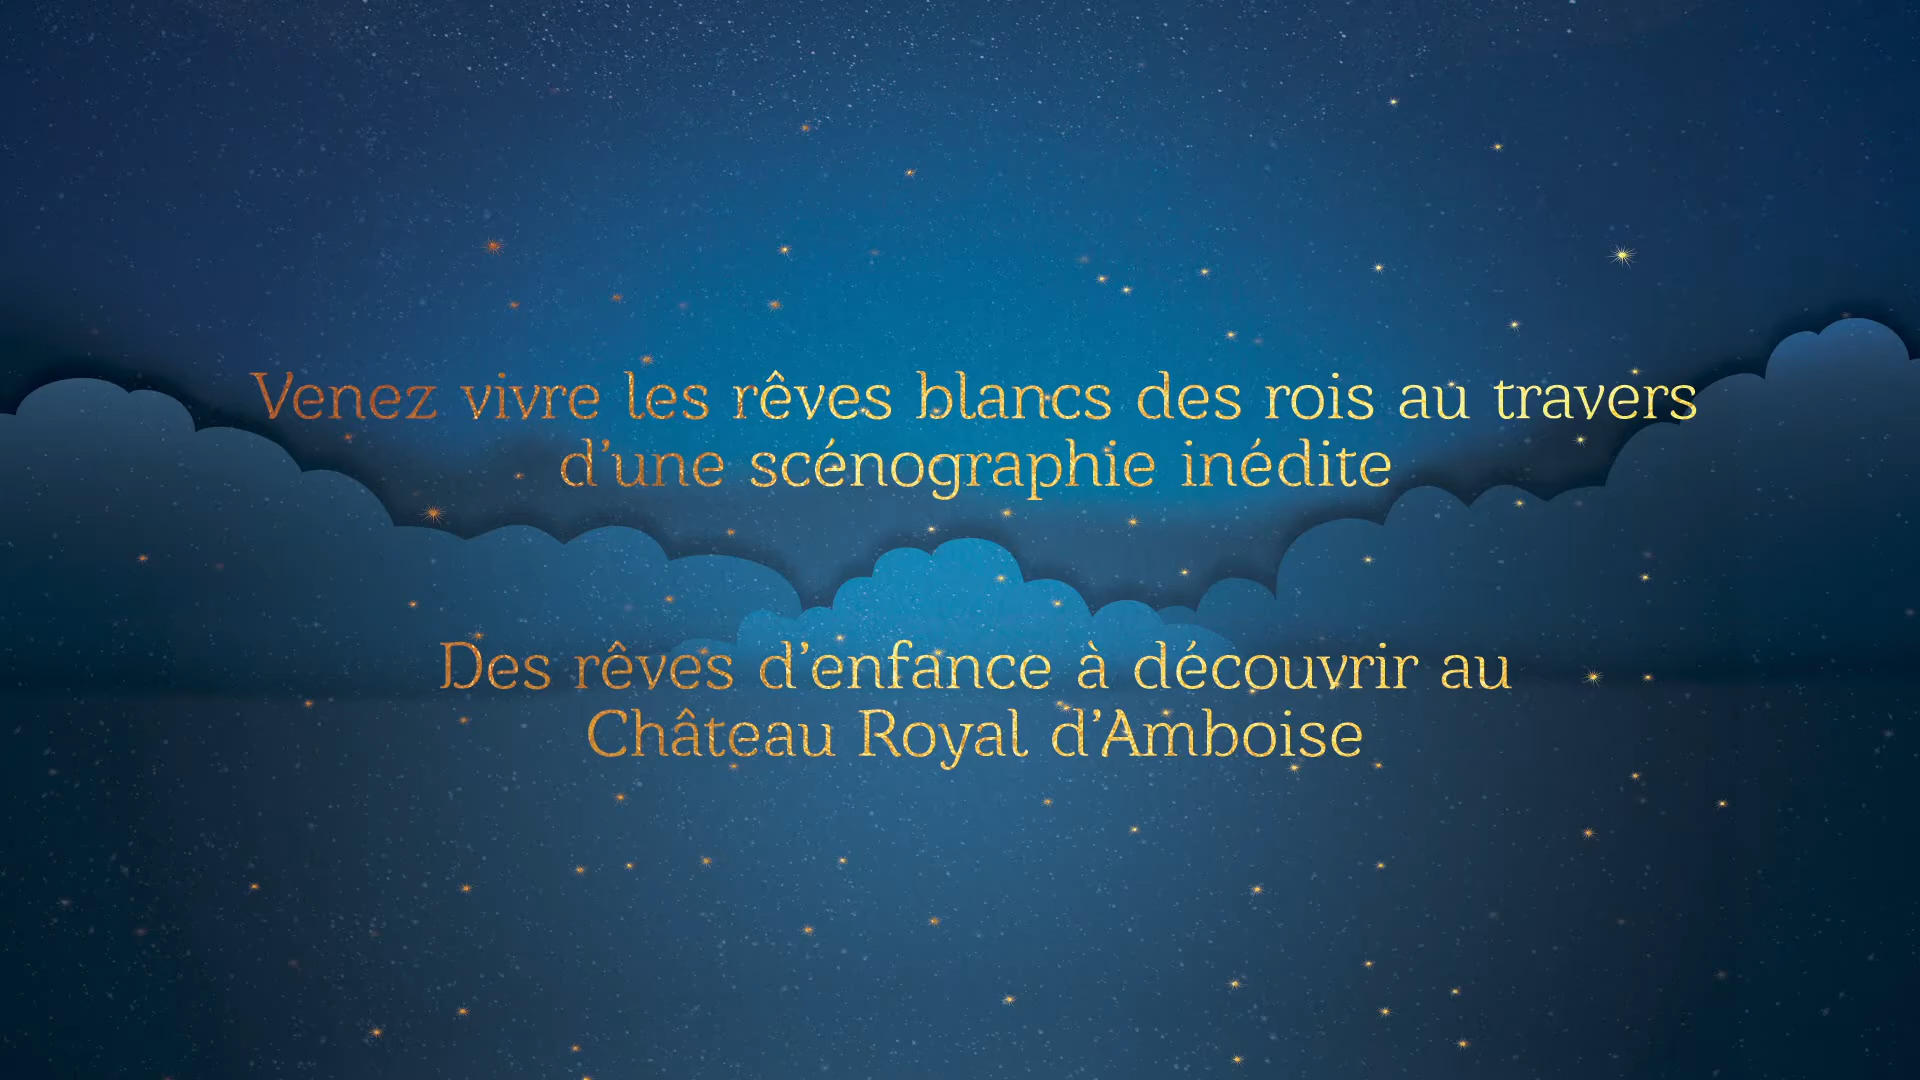 Venez vivre les rêves blancs des rois au travers
d’une scénographie inédite
Des rêves d’enfance à découvrir au
Château Royal d’Amboise